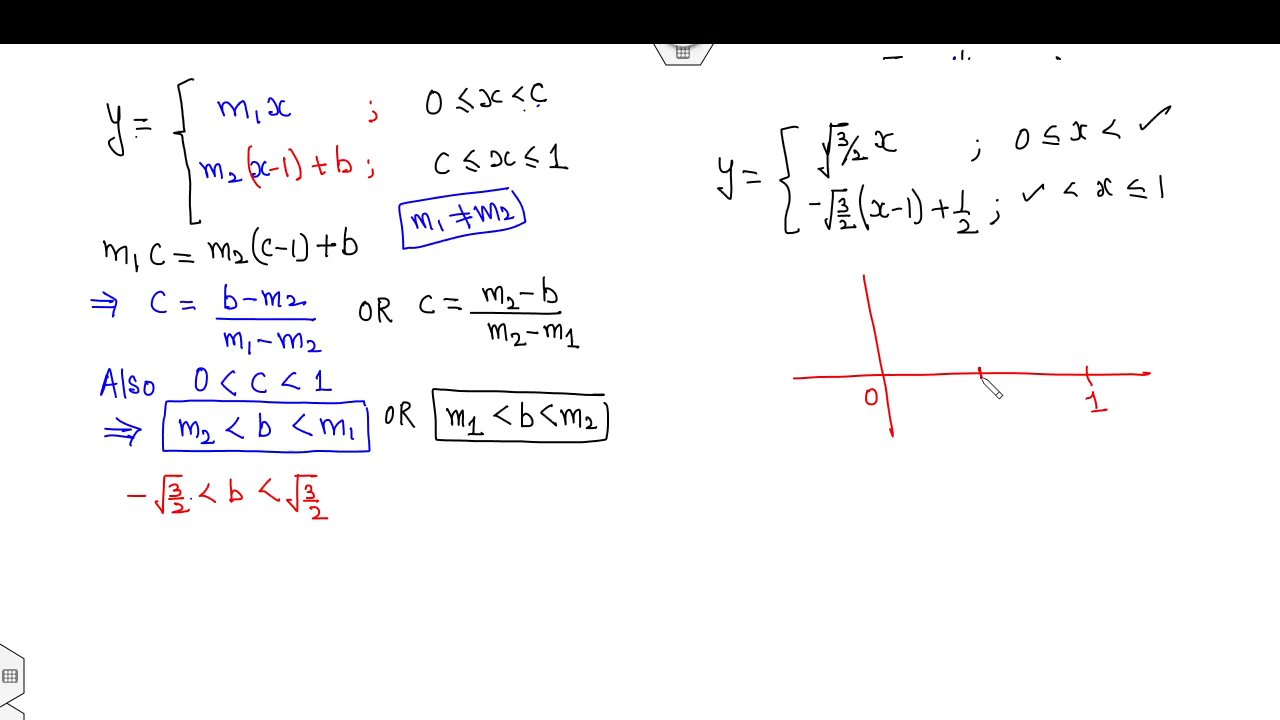 y = { m₁x ; 0 ≤ x < c
m₂(x-1) + b ; c ≤ x ≤ 1
m₁ ≠ m₂
m₁ c = m₂(c-1) + b
⇒ c = (b - m₂)/(m₁ - m₂) OR c = (m₂ - b)/(m₂ - m₁)
Also 0 < c < 1
⇒ m₂ < b < m₁ OR m₁ < b < m₂
-√(3/2) < b < √(3/2)
y = { √(3/2) x ; 0 ≤ x < ✓
-√(3/2) (x-1) + 1/2 ; ✓ < x ≤ 1
0 1